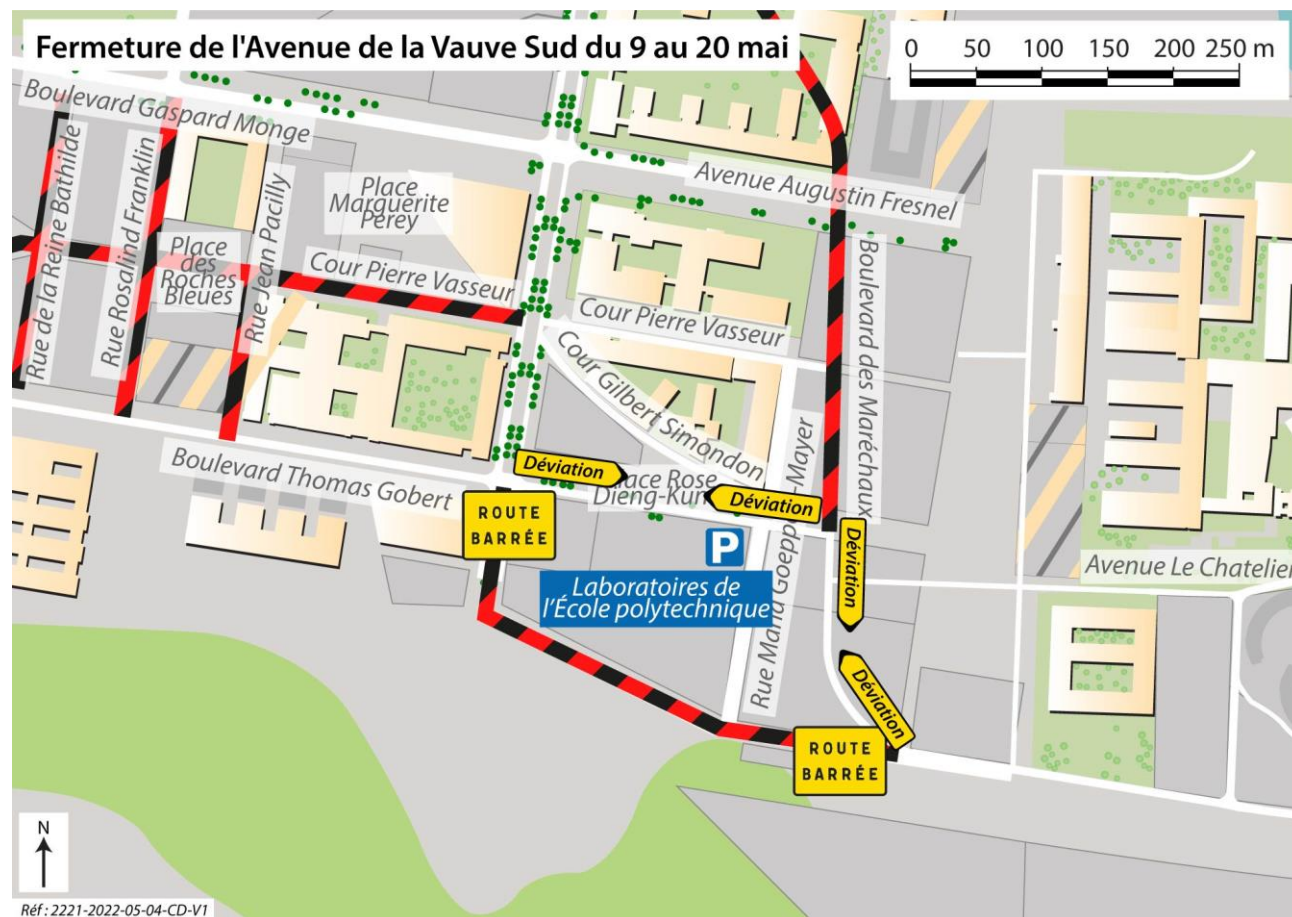 Fermeture de l'Avenue de la Vauve Sud du 9 au 20 mai
0 50 100 150 200 250 m
Boulevard Gaspard Monge
Avenue Augustin Fresnel
Rue de la Reine Bathilde
Rue Rosalind Franklin
Place
des
Roches
Bleues
Rue Jean Pacilly
Place
Marguerite
Perey
Cour Pierre Vasseur
Cour Pierre Vasseur
Cour Gilbert Simondon
Boulevard des Maréchaux
Boulevard Thomas Gobert
Déviation
Rose
Dieng-
Déviation
Mayer
ROUTE
BARRÉE
P
Laboratoires de
l'École polytechnique
Rue Maria Goepp
Déviation
Avenue Le Chatelier
Déviation
ROUTE
BARRÉE
N
Réf : 2221-2022-05-04-CD-V1